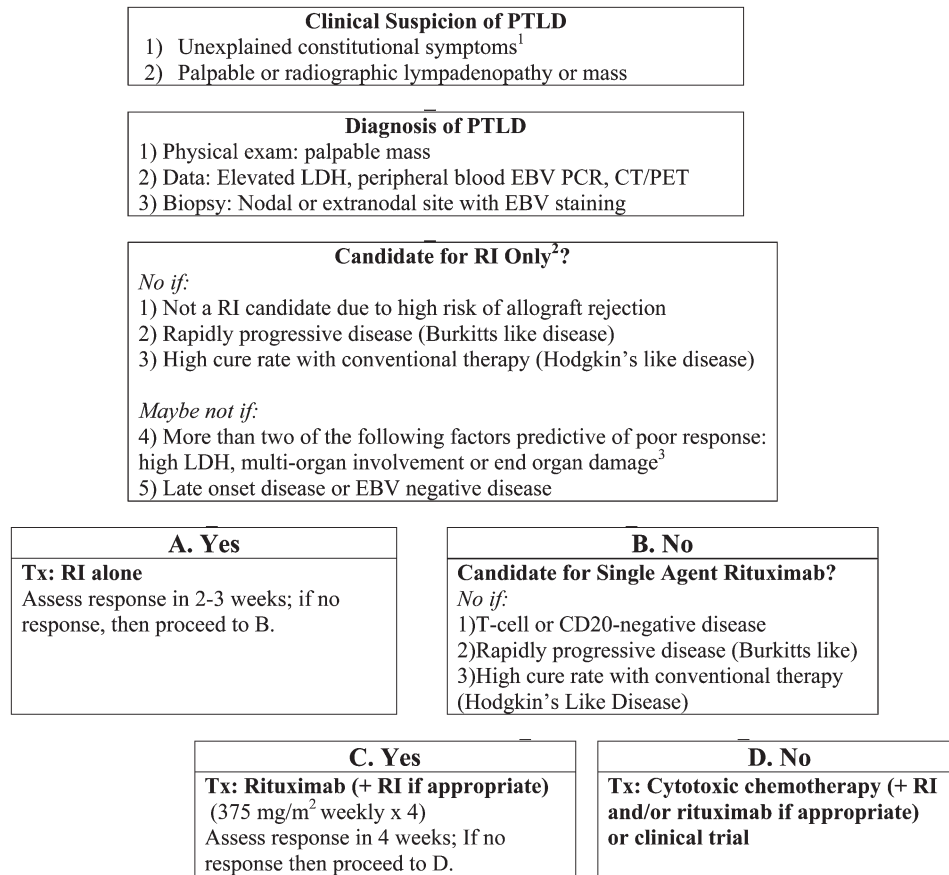 Clinical Suspicion of PTLD
1) Unexplained constitutional symptoms1
2) Palpable or radiographic lympadenopathy or mass
Diagnosis of PTLD
1) Physical exam: palpable mass
2) Data: Elevated LDH, peripheral blood EBV PCR, CT/PET
3) Biopsy: Nodal or extranodal site with EBV staining
Candidate for RI Only2?
No if:
1) Not a RI candidate due to high risk of allograft rejection
2) Rapidly progressive disease (Burkitts like disease)
3) High cure rate with conventional therapy (Hodgkin's like disease)
Maybe not if:
4) More than two of the following factors predictive of poor response:
high LDH, multi-organ involvement or end organ damage3
5) Late onset disease or EBV negative disease
A. Yes
Tx: RI alone
Assess response in 2-3 weeks; if no
response, then proceed to B.
B. No
Candidate for Single Agent Rituximab?
No if:
1)T-cell or CD20-negative disease
2)Rapidly progressive disease (Burkitts like)
3)High cure rate with conventional therapy
(Hodgkin's Like Disease)
C. Yes
Tx: Rituximab (+ RI if appropriate)
(375 mg/m2 weekly x 4)
Assess response in 4 weeks; If no
response then proceed to D.
D. No
Tx: Cytotoxic chemotherapy (+ RI
and/or rituximab if appropriate)
or clinical trial